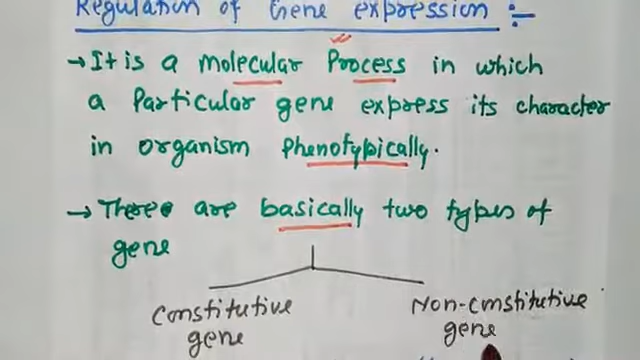 Regulation of Gene expression :-
→ It is a molecular Process in which
a Particular gene express its character
in organism Phenotypically.
→ There are basically two types of
gene
Constitutive Non-constitutive
gene gene